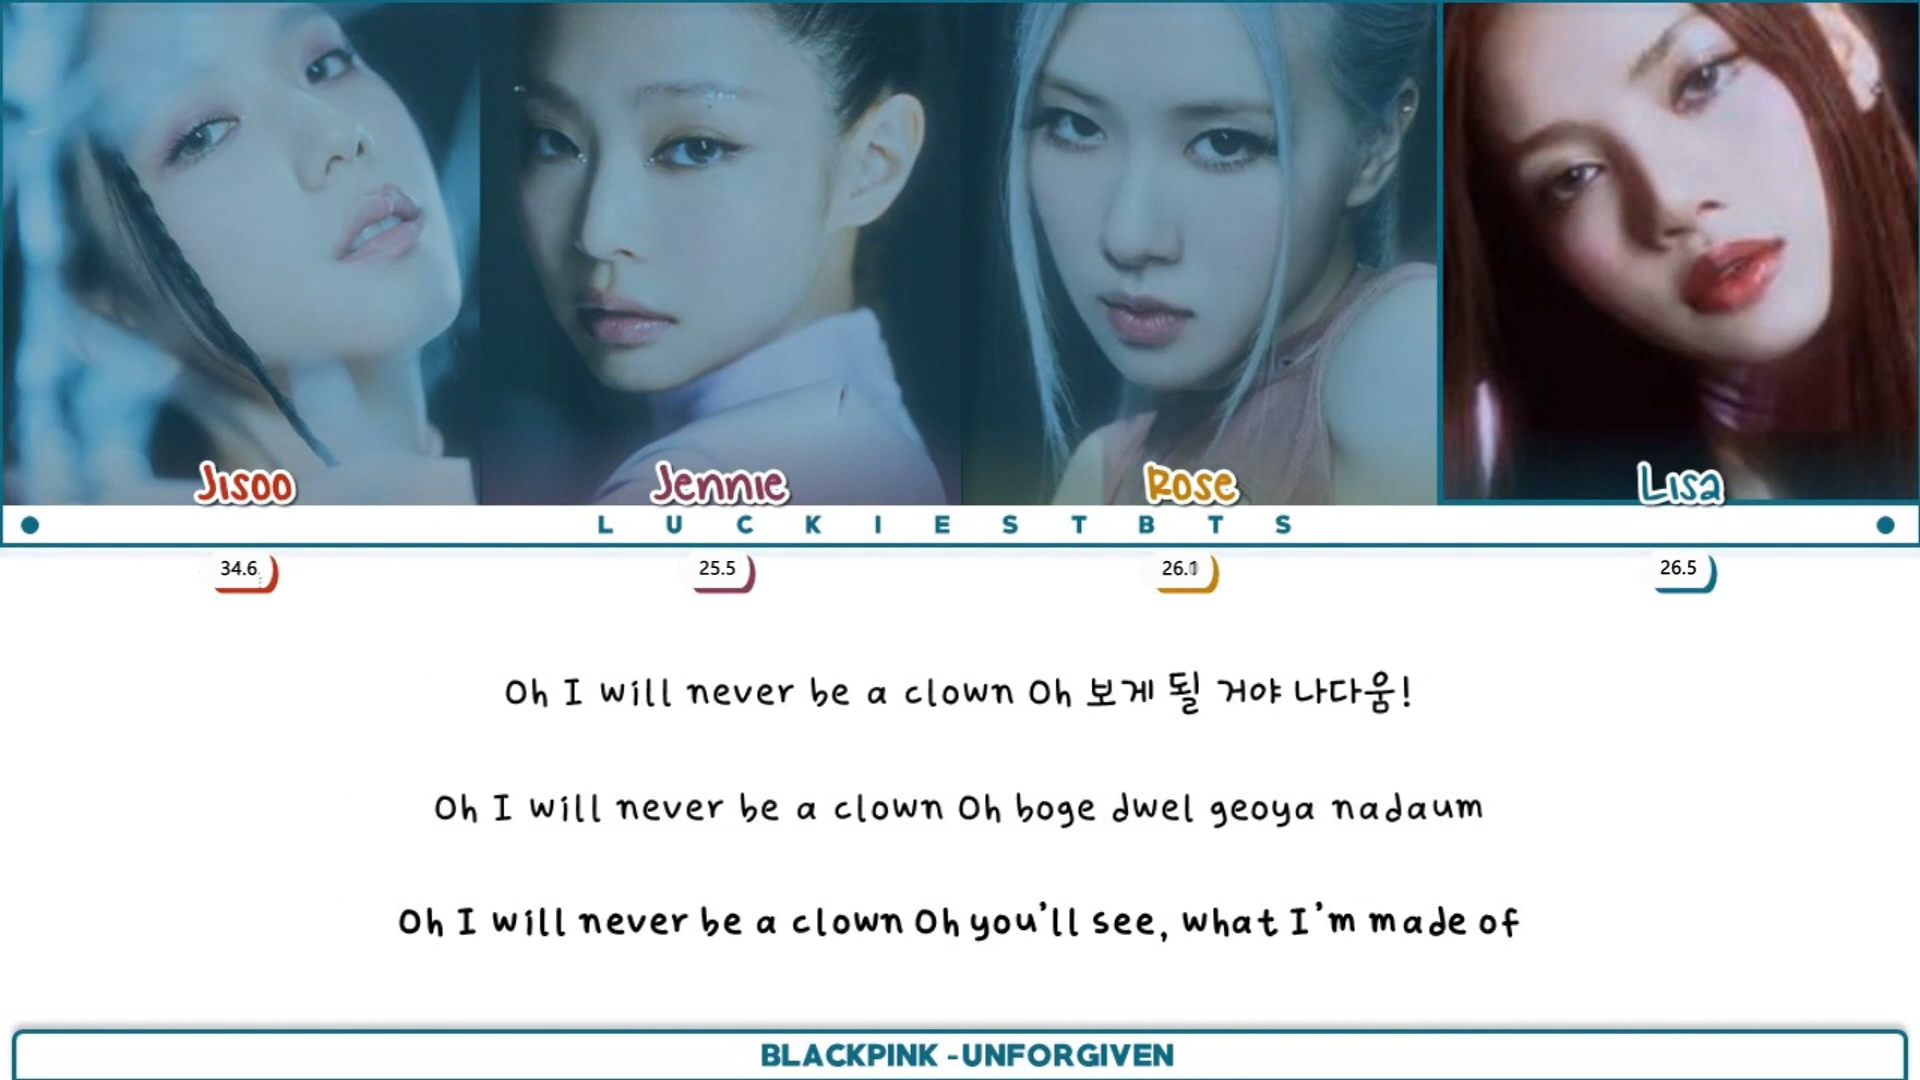 Jisoo Jennie Rose Lisa
LUCKIESTBTS
34.6 25.5 26.1 26.5
Oh I will never be a clown Oh 보게 될 거야 나다움!
Oh I will never be a clown Oh boge dwel geoya nadaum
Oh I will never be a clown Oh you'll see, what I'm made of
BLACKPINK -UNFORGIVEN